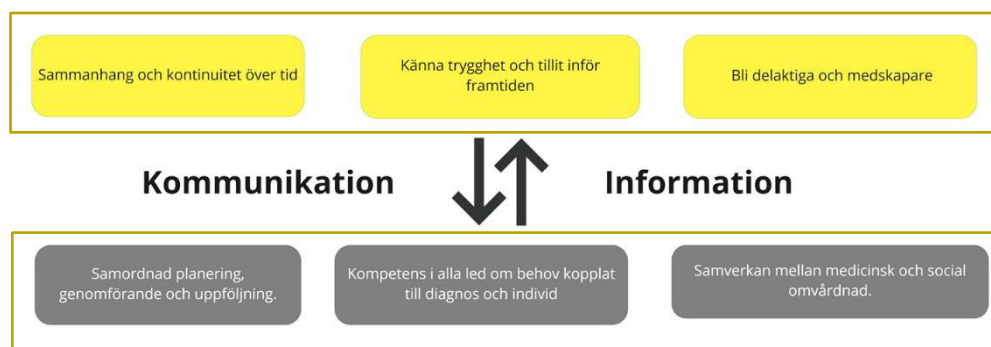 Sammanhang och kontinuitet över tid
Känna trygghet och tillit inför
framtiden
Bli delaktiga och medskapare
Kommunikation
Information
Samordnad planering,
genomförande och uppföljning.
Kompetens i alla led om behov kopplat
till diagnos och individ
Samverkan mellan medicinsk och social
omvårdnad.